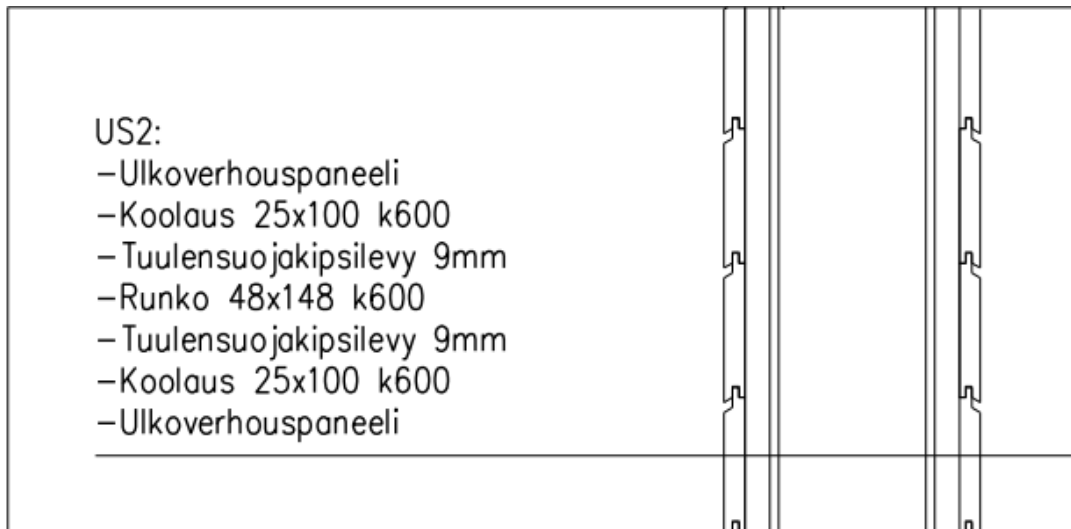 US2:
-Ulkoverhouspaneeli
-Koolaus 25x100 k600
-Tuulensuojakipsilevy 9mm
-Runko 48x148 k600
-Tuulensuojakipsilevy 9mm
-Koolaus 25x100 k600
-Ulkoverhouspaneeli